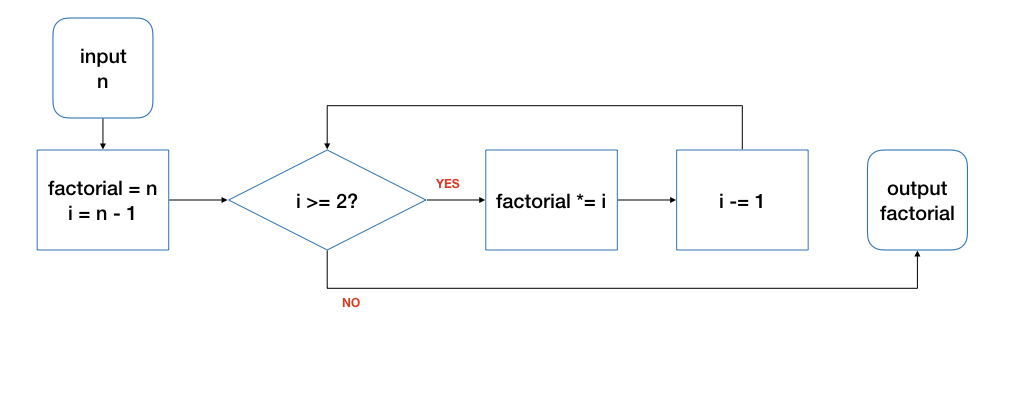 input
n
factorial = n
i = n - 1
i >= 2?
YES
factorial *= i
i -= 1
output
factorial
NO